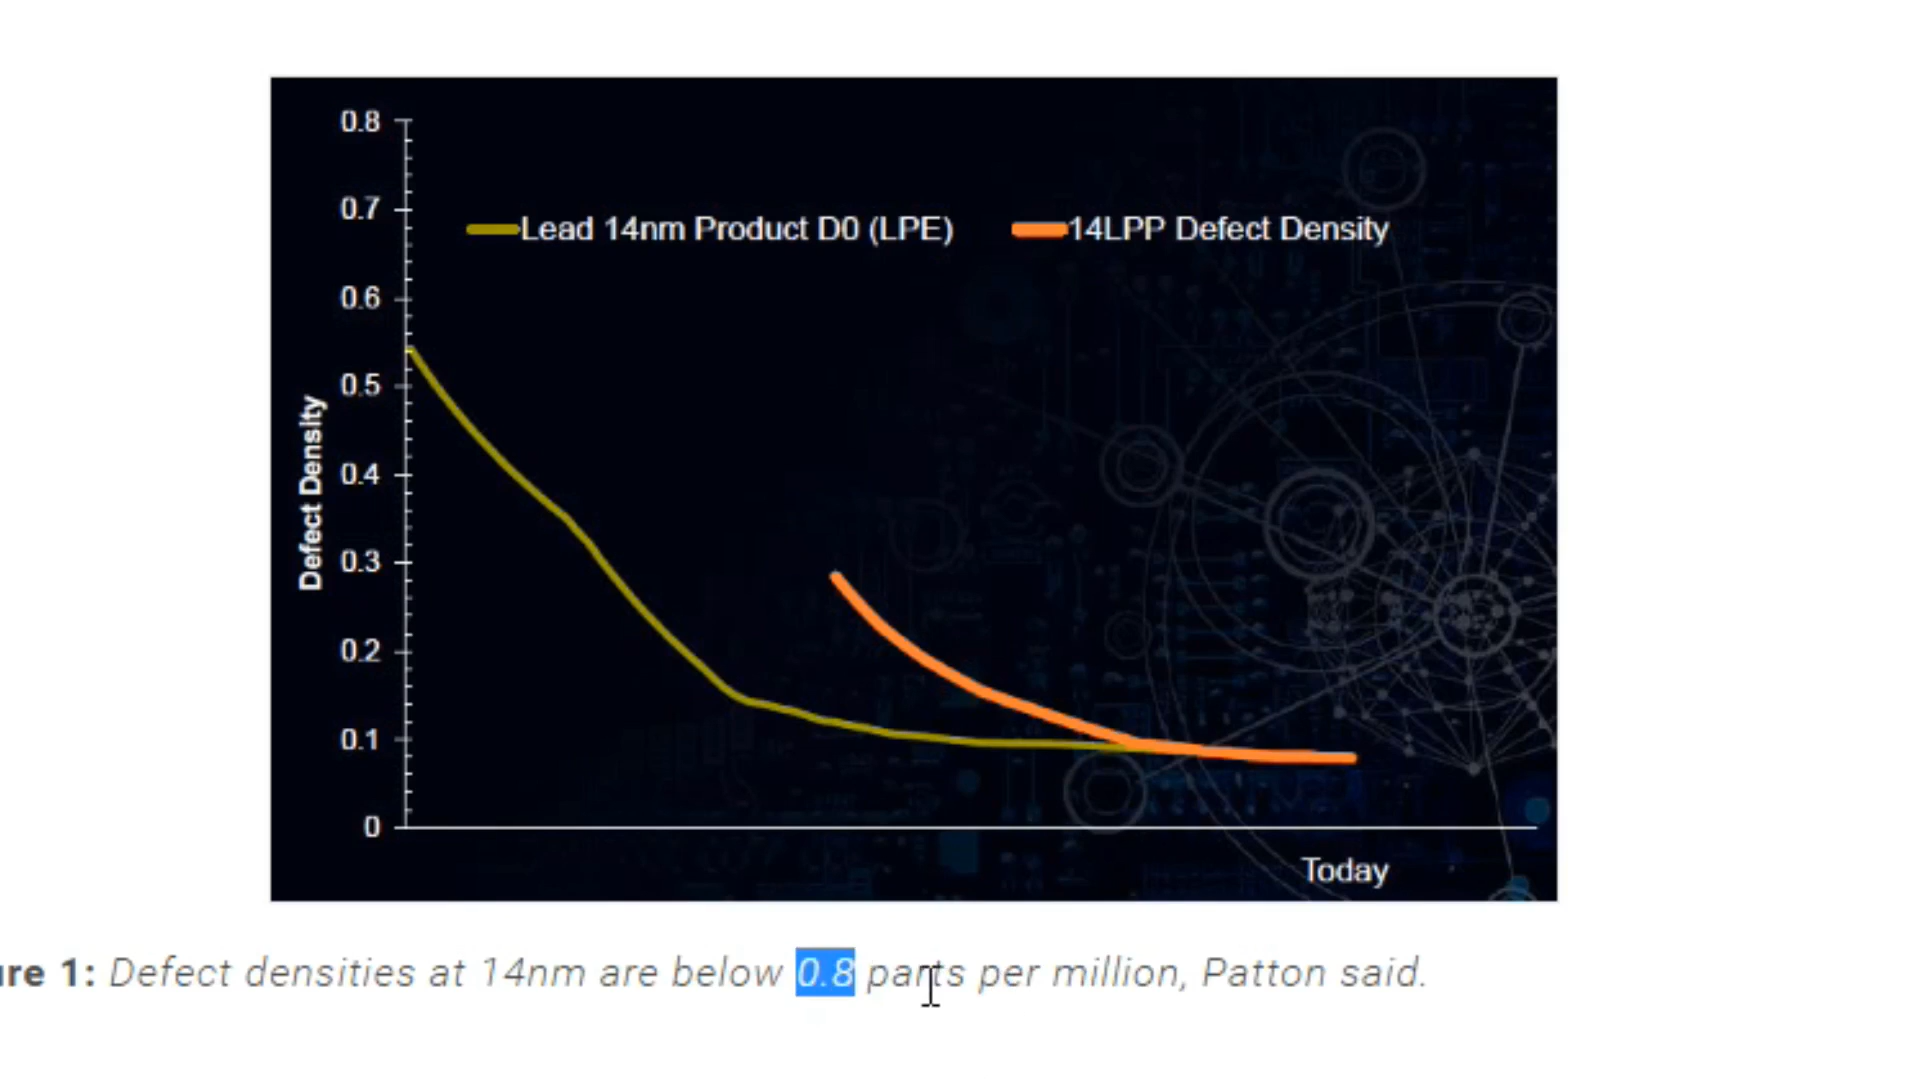 0.8
0.7
Lead 14nm Product D0 (LPE) 14LPP Defect Density
0.6
0.5
Defect Density
0.4
0.3
0.2
0.1
0
Today
ure 1: Defect densities at 14nm are below 0.8 parts per million, Patton said.